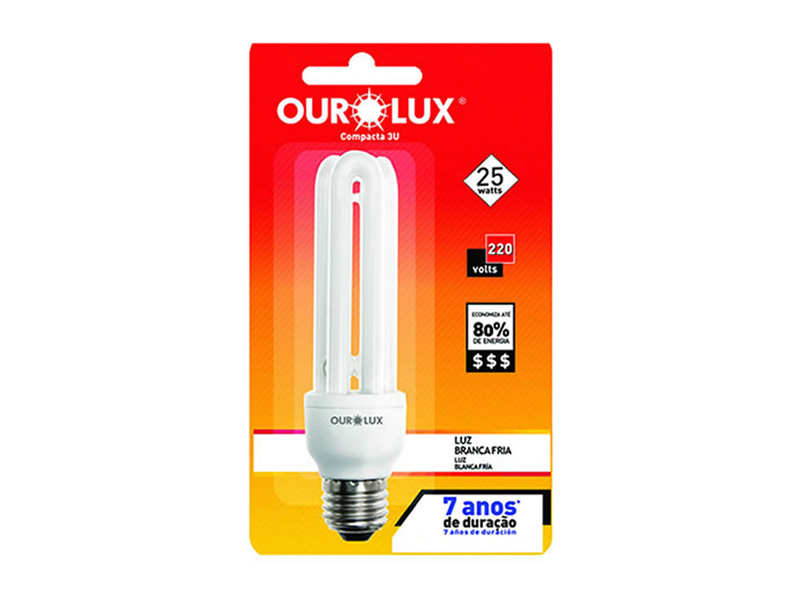 OUROLUX®
Compacta 3U
25
watts
220
volts
ECONOMIZA ATÉ
80%
DE ENERGIA
$$$
OUROLUX
LUZ
BRANCA FRIA
LUZ
BLANCA FRÍA
7 anos*
de duração
7 años de duración